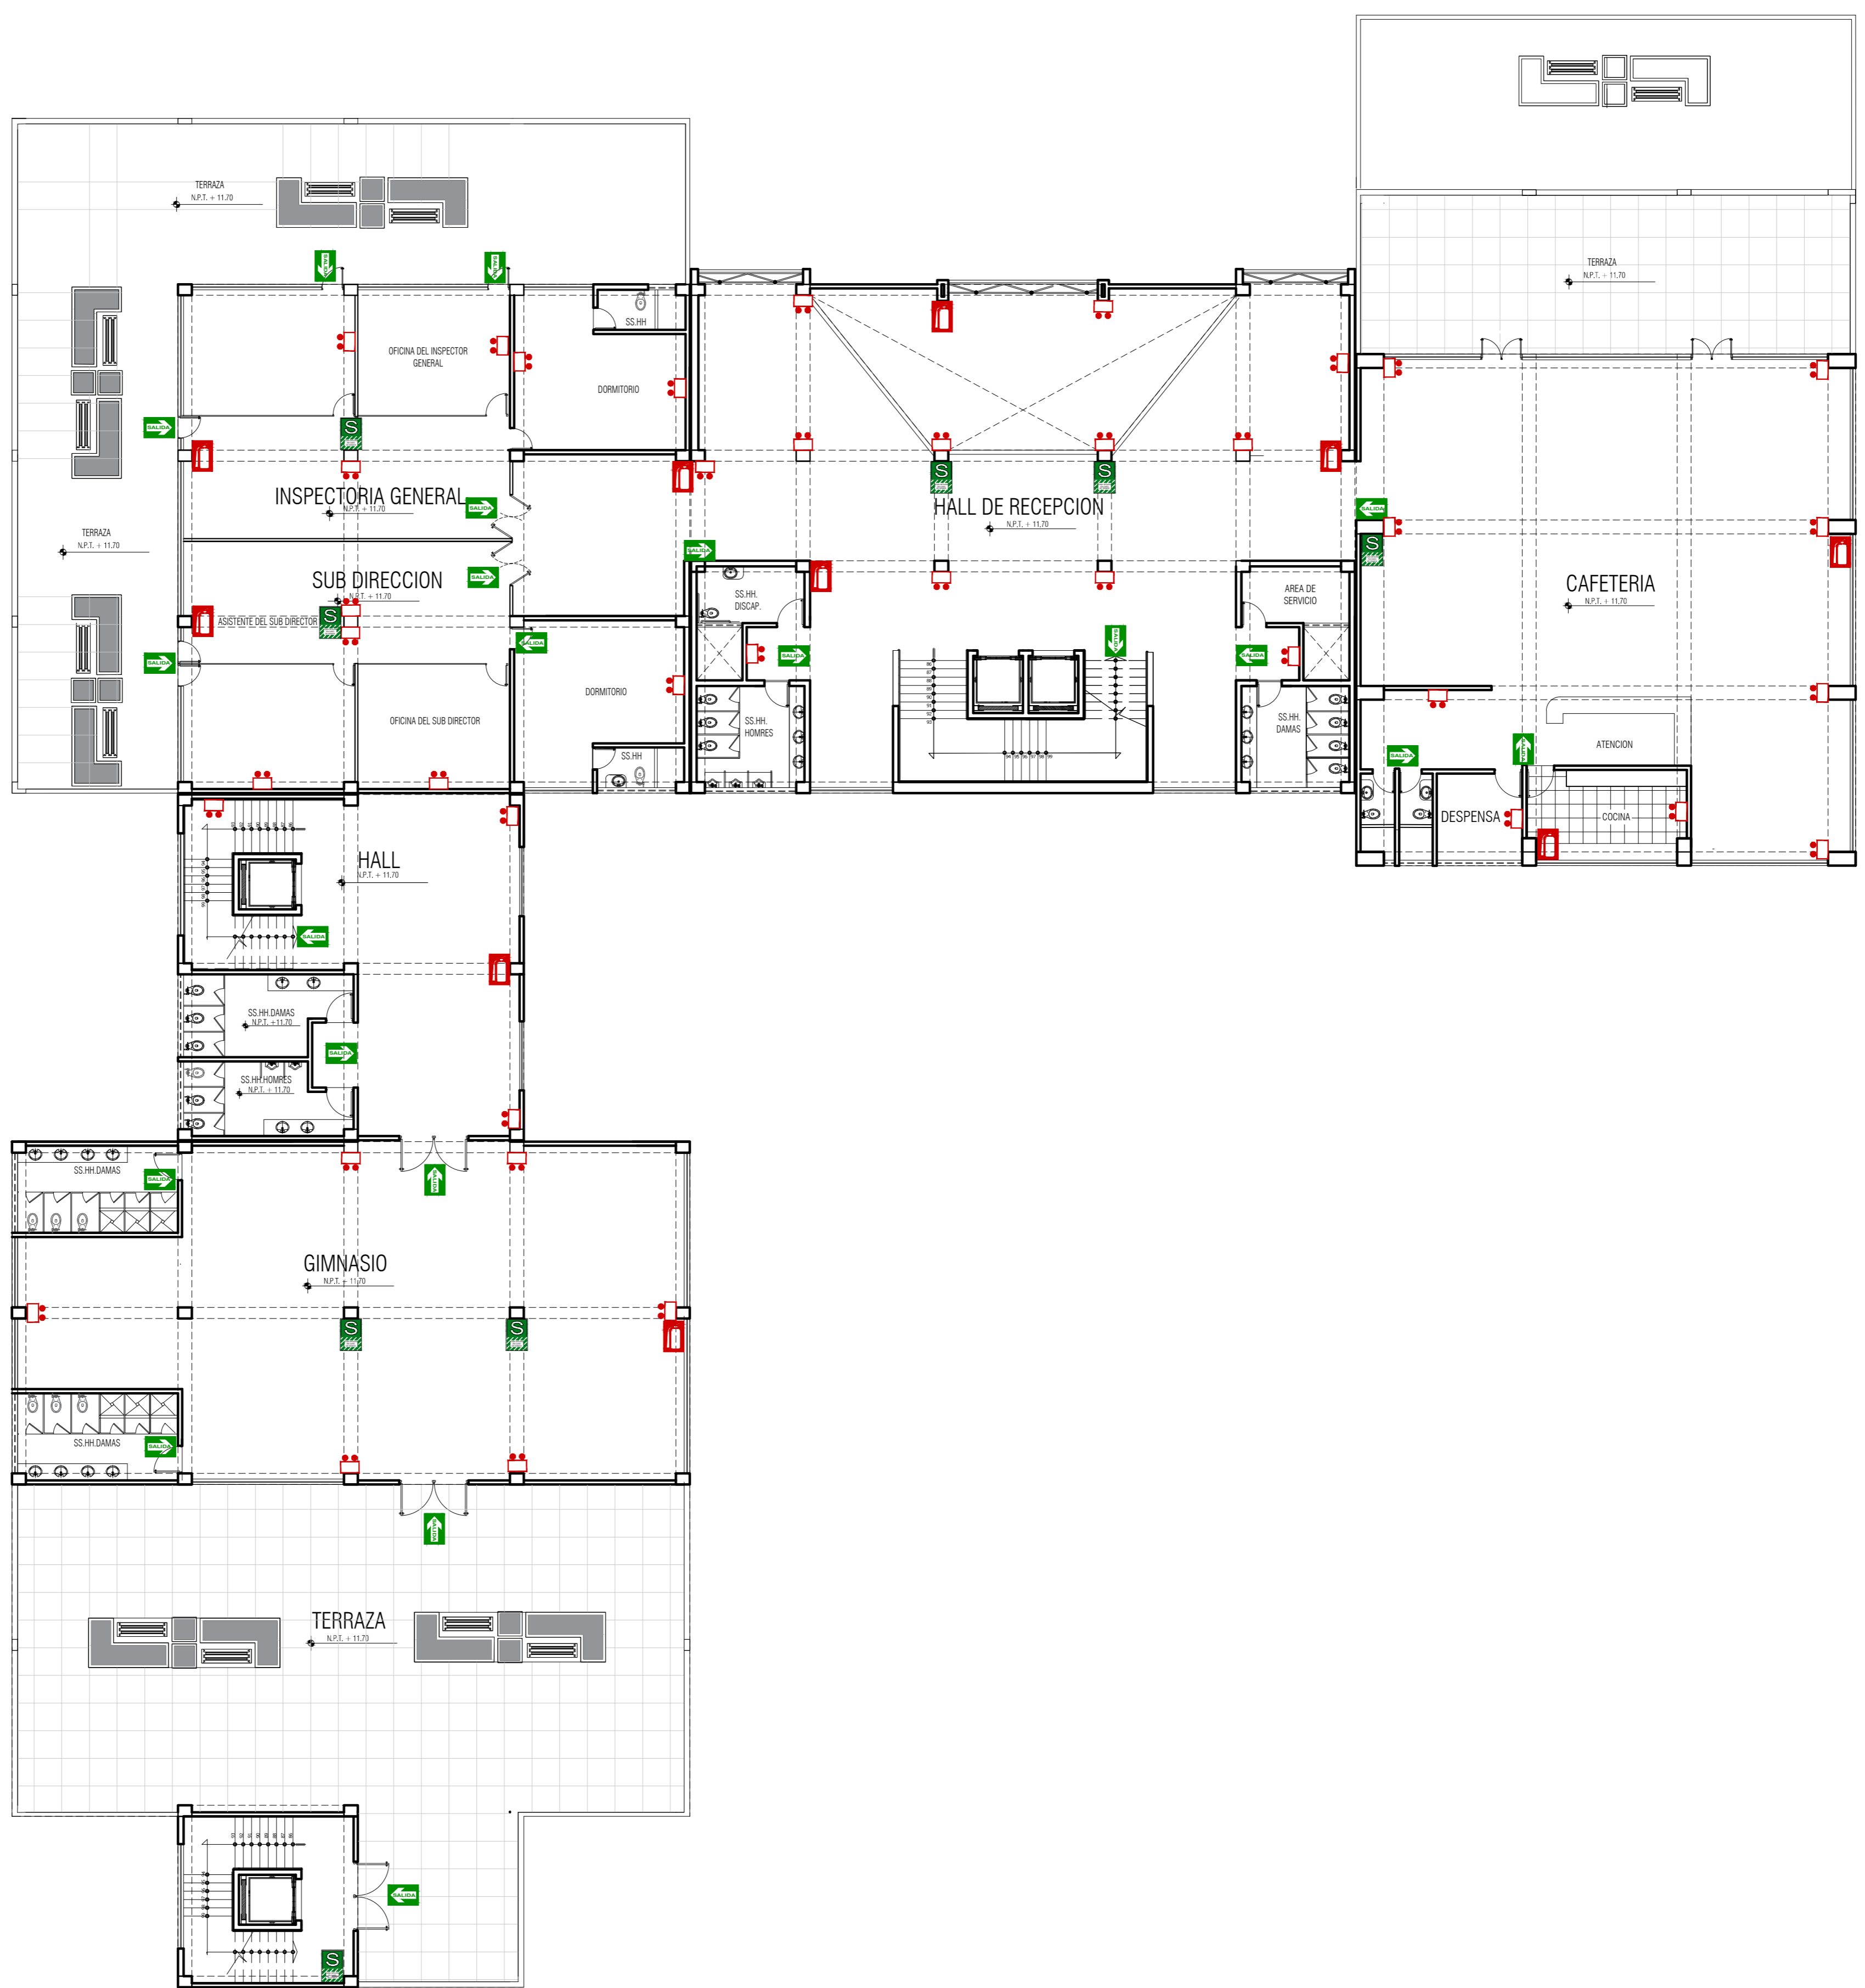 TERRAZA
N.P.T. + 11.70
TERRAZA
N.P.T. + 11.70
SALIDA
SALIDA
SS.HH
OFICINA DEL INSPECTOR
GENERAL
DORMITORIO
SALIDA
S
INSPECTORIA GENERAL
N.P.T. + 11.70
SALIDA
S
S
HALL DE RECEPCION
N.P.T. + 11.70
SALIDA
TERRAZA
N.P.T. + 11.70
SALIDA
S
SUB DIRECCION
N.P.T. + 11.70
SALIDA
SS.HH.
DISCAP.
AREA DE
SERVICIO
CAFETERIA
N.P.T. + 11.70
ASISTENTE DEL SUB DIRECTOR
S
SALIDA
SALIDA
SALIDA
SALIDA
SALIDA
DORMITORIO
OFICINA DEL SUB DIRECTOR
SS.HH.
HOMRES
SS.HH.
DAMAS
SS.HH
ATENCION
SALIDA
SALIDA
DESPENSA
COCINA
HALL
N.P.T. + 11.70
SALIDA
SS.HH.DAMAS
N.P.T. +11.70
SALIDA
SS.HH.HOMRES
N.P.T. + 11.70
SS.HH.DAMAS
SALIDA
SALIDA
GIMNASIO
N.P.T. + 11.70
S
S
SS.HH.DAMAS
SALIDA
SALIDA
TERRAZA
N.P.T. + 11.70
SALIDA
S